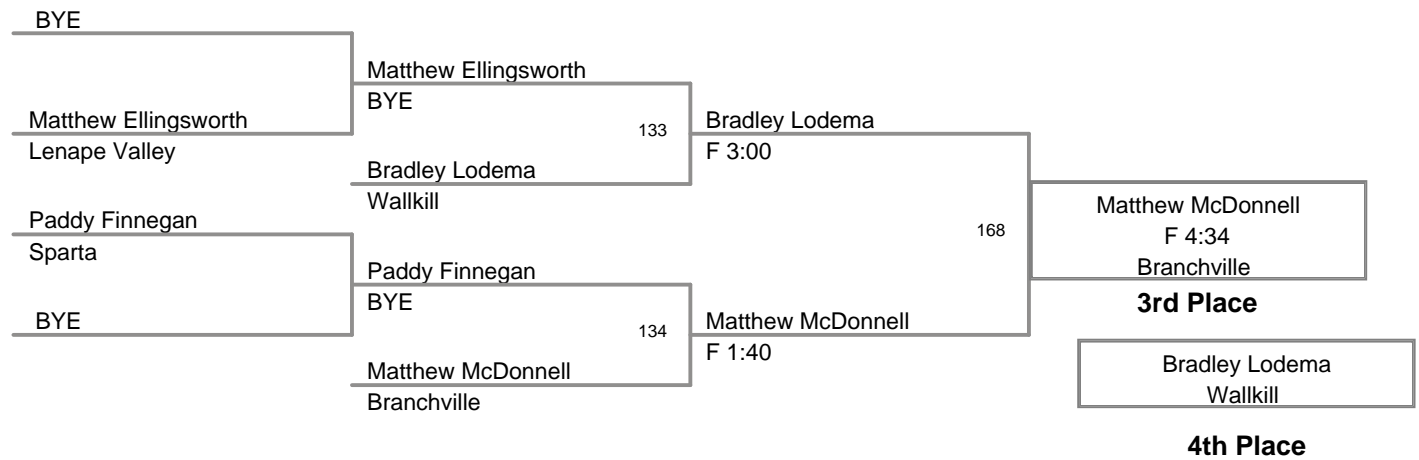 BYE
Matthew Ellingsworth
BYE
Matthew Ellingsworth
Lenape Valley
133
Bradley Lodema
F 3:00
Bradley Lodema
Wallkill
Paddy Finnegan
Sparta
168
Matthew McDonnell
F 4:34
Branchville
3rd Place
Paddy Finnegan
BYE
BYE
134
Matthew McDonnell
F 1:40
Matthew McDonnell
Branchville
Bradley Lodema
Wallkill
4th Place